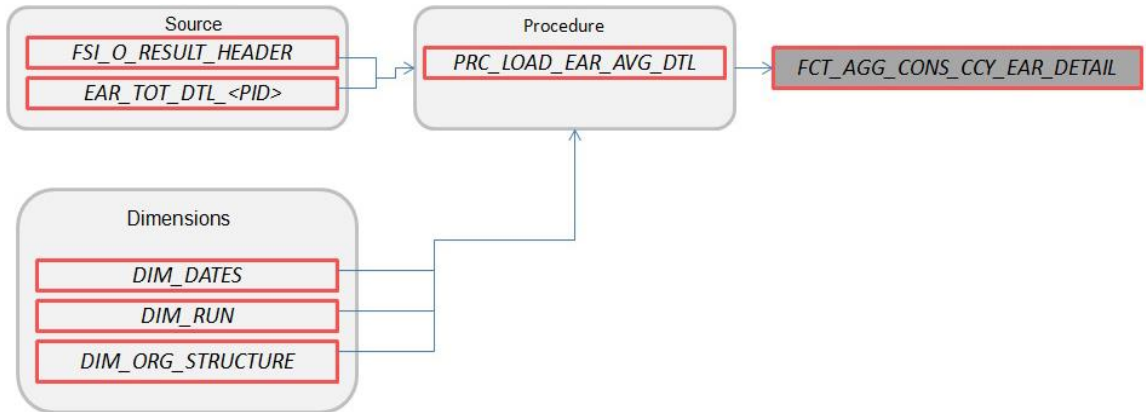 Source
FSI_O_RESULT_HEADER
EAR_TOT_DTL_<PID>
Procedure
PRC_LOAD_EAR_AVG_DTL
FCT_AGG_CONS_CCY_EAR_DETAIL
Dimensions
DIM_DATES
DIM_RUN
DIM_ORG_STRUCTURE